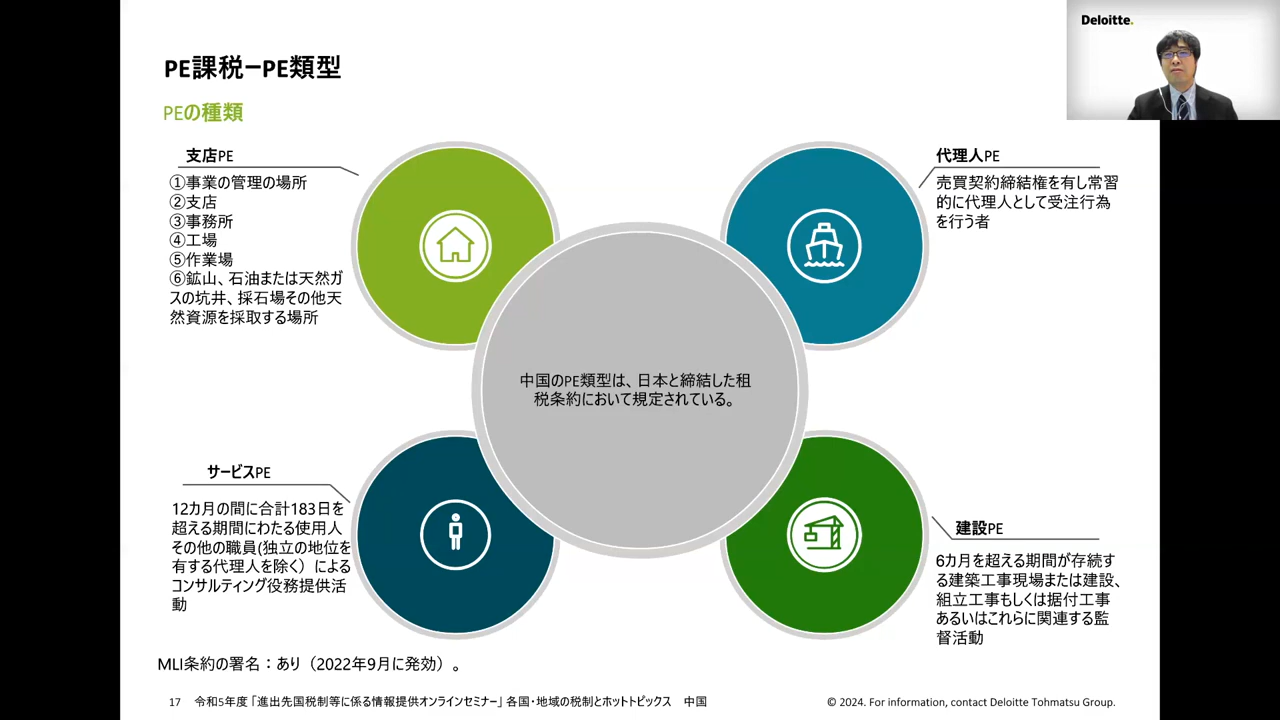 Deloitte.
PE課税ーPE類型
PEの種類
支店PE
①事業の管理の場所
②支店
③事務所
④工場
⑤作業場
⑥鉱山、石油または天然ガ
スの坑井、採石場その他天
然資源を採取する場所
代理人PE
売買契約締結権を有し常習
的に代理人として受注行為
を行う者
中国のPE類型は、日本と締結した租
税条約において規定されている。
サービスPE
12カ月の間に合計183日を
超える期間にわたる使用人
その他の職員(独立の地位を
有する代理人を除く）による
コンサルティング役務提供活
動
建設PE
6カ月を超える期間が存続す
る建築工事現場または建設、
組立工事もしくは据付工事
あるいはこれらに関連する監
督活動
MLI条約の署名：あり（2022年9月に発効）。
17 令和5年度「進出先国税制等に係る情報提供オンラインセミナー」各国・地域の税制とホットトピックス 中国
© 2024. For information, contact Deloitte Tohmatsu Group.